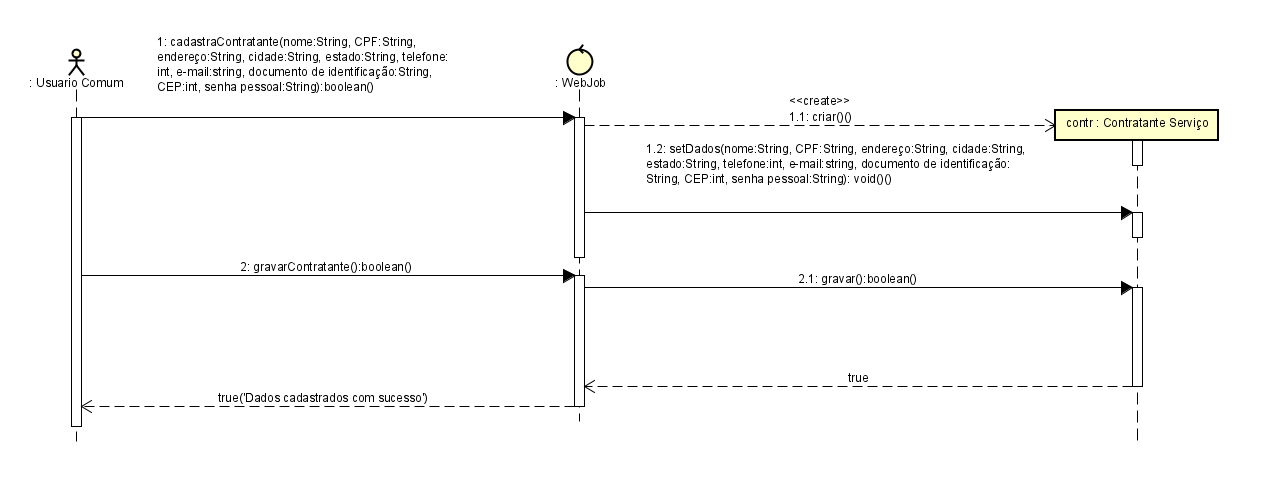 1: cadastraContratante(nome:String, CPF:String,
endereço:String, cidade:String, estado:String, telefone:
int, e-mail:string, documento de identificação:String,
CEP:int, senha pessoal:String):boolean()
: Usuario Comum
: WebJob
<<create>>
1.1: criar()()
contr : Contratante Serviço
1.2: setDados(nome:String, CPF:String, endereço:String, cidade:String,
estado:String, telefone:int, e-mail:string, documento de identificação:
String, CEP:int, senha pessoal:String): void()()
2: gravarContratante():boolean()
2.1: gravar():boolean()
true
true('Dados cadastrados com sucesso')